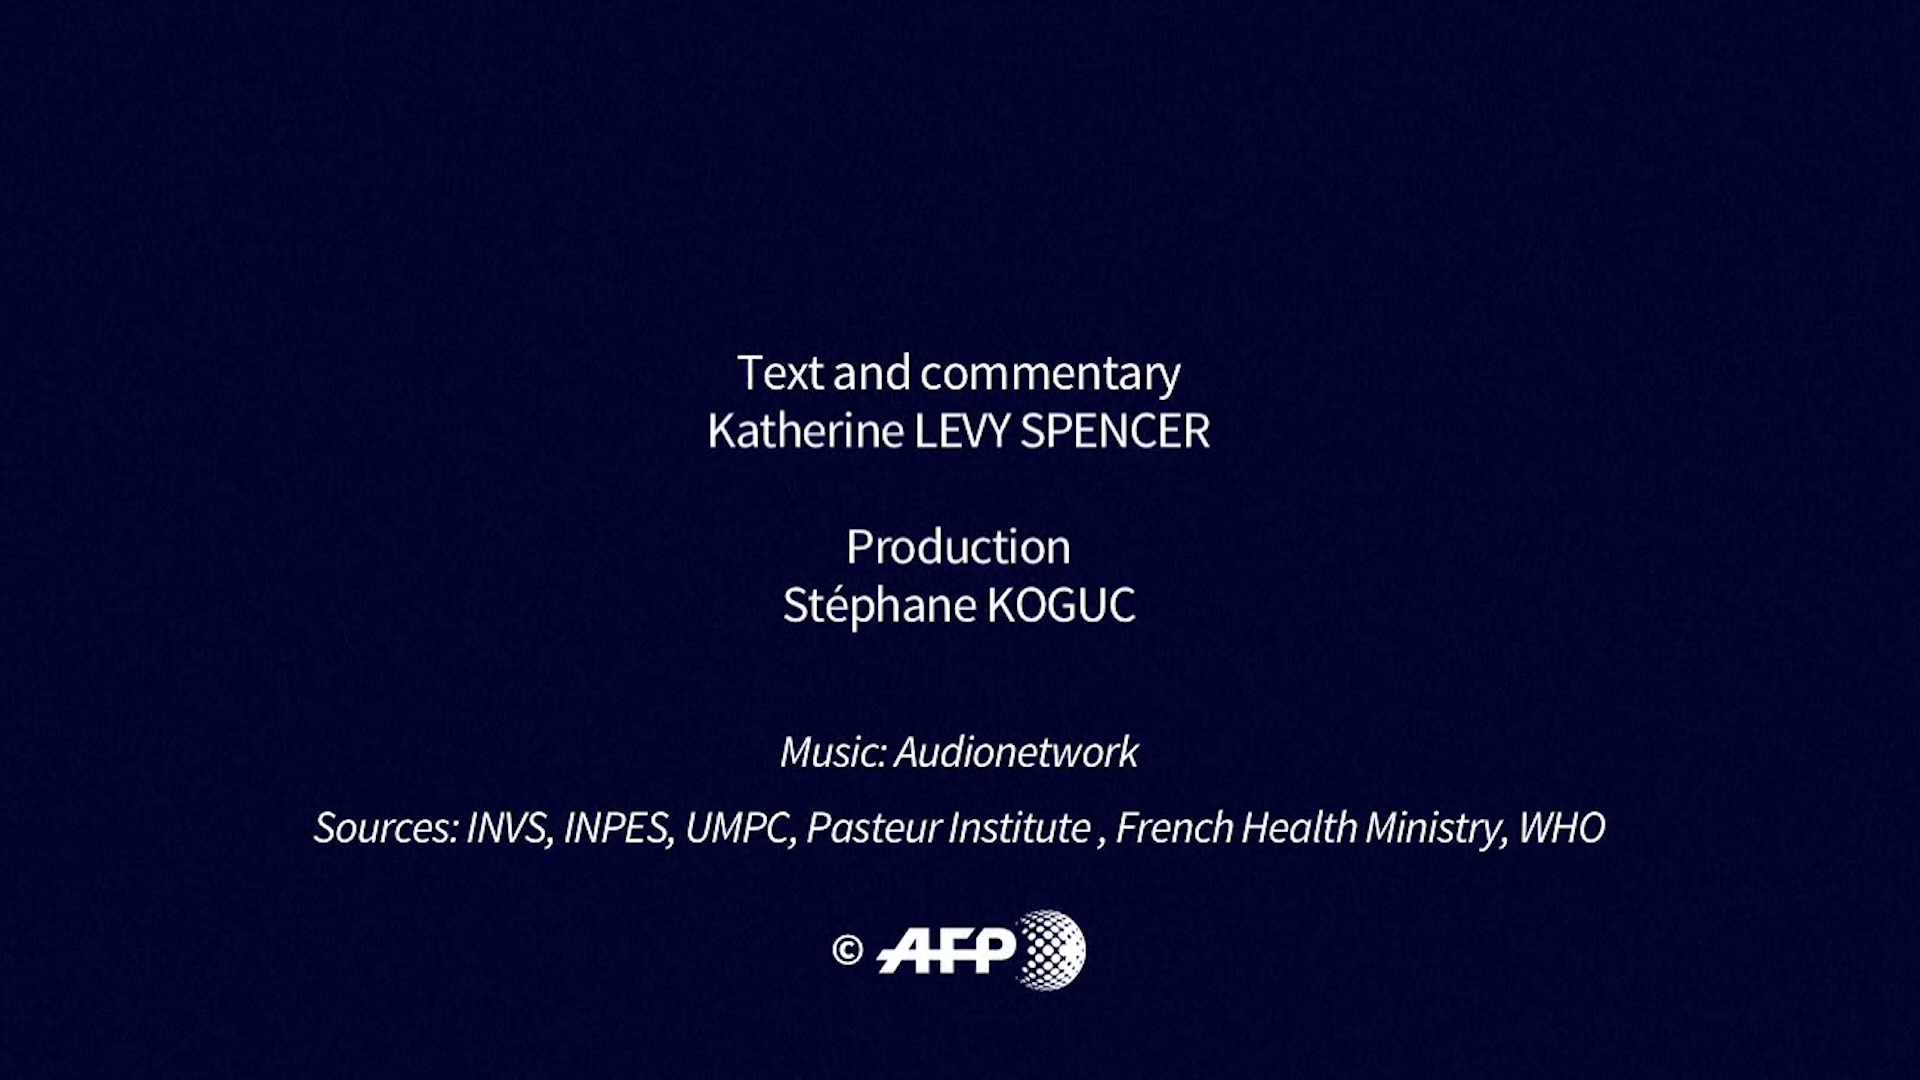 Text and commentary
Katherine LEVY SPENCER
Production
Stéphane KOGUC
Music: Audionetwork
Sources: INVS, INPES, UMPC, Pasteur Institute , French Health Ministry, WHO
© AFP